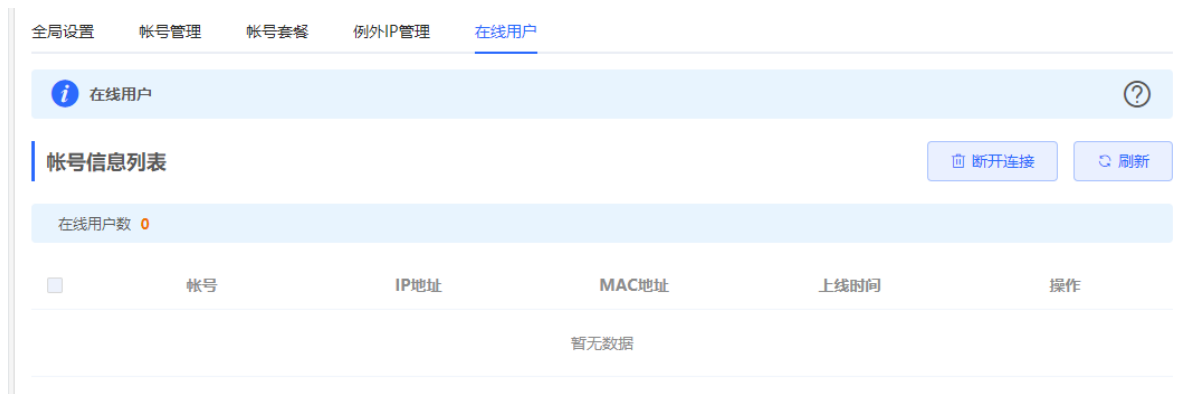 全局设置 帐号管理 帐号套餐 例外IP管理 在线用户
在线用户
帐号信息列表 断开连接 刷新
在线用户数 0
帐号 IP地址 MAC地址 上线时间 操作
暂无数据